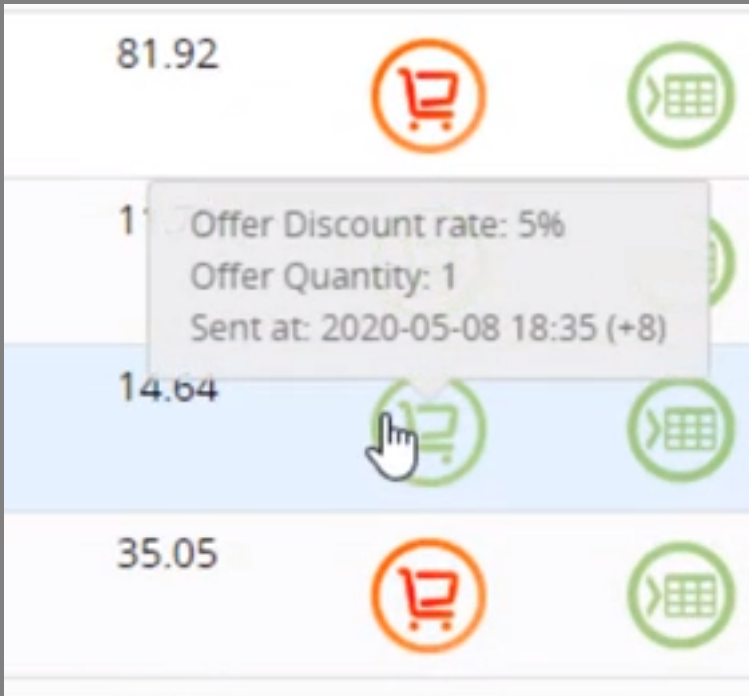 81.92
Offer Discount rate: 5%
Offer Quantity: 1
Sent at: 2020-05-08 18:35 (+8)
14.64
35.05